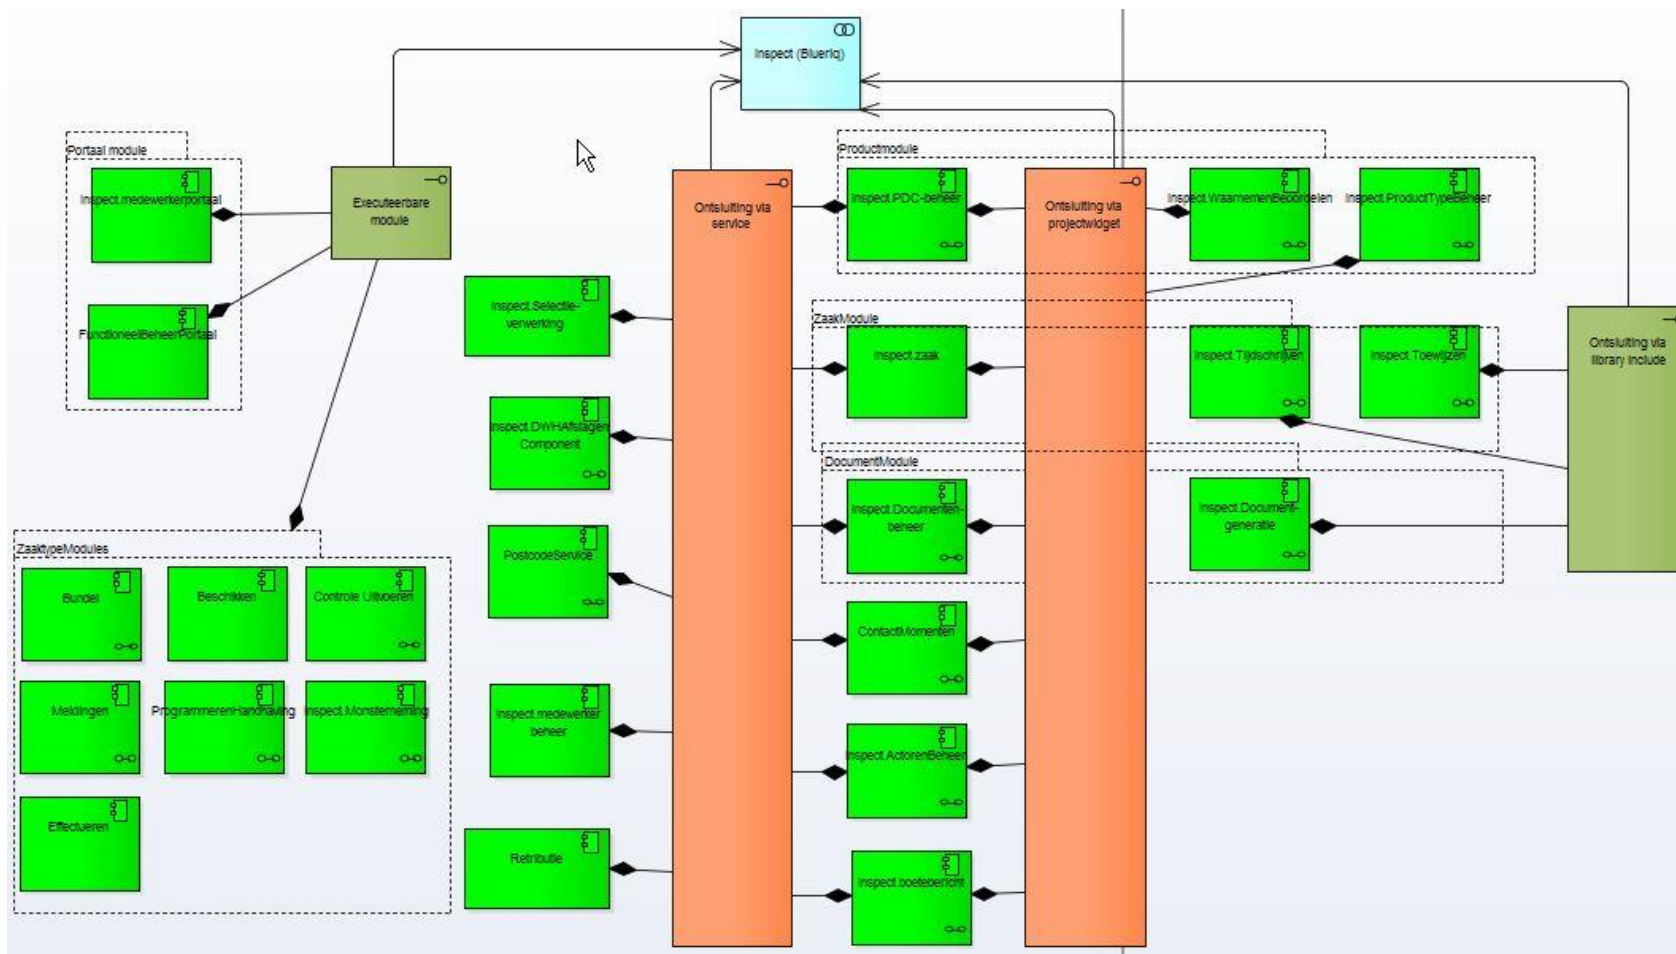 Inspect (Blueriq)
Portaal module
Inspect.medewerkerportaal
FunctioneelBeheerPortaal
Executeerbare
module
Ontsluiting via
service
Productmodule
Inspect.PDC-beheer
Ontsluiting via
projectwidget
Inspect.WaarnemenBeoordelen
Inspect.ProductTypeBeheer
Inspect.Selectie-
verwerking
ZaakModule
Inspect.zaak
Inspect.Tijdschrijven
Inspect.Toewijzen
Ontsluiting via
library include
Inspect.DWHAfslagen
Component
DocumentModule
Inspect.Documenten-
beheer
Inspect.Document-
generatie
PostcodeService
ZaaktypeModules
Bundel
Beschikken
Controle Uitvoeren
ContactMomenten
Meldingen
ProgrammerenHandhaving
Inspect.Monsterneming
Inspect.medewerker
beheer
Inspect.ActorenBeheer
Effectueren
Retributie
Inspect.boetebericht